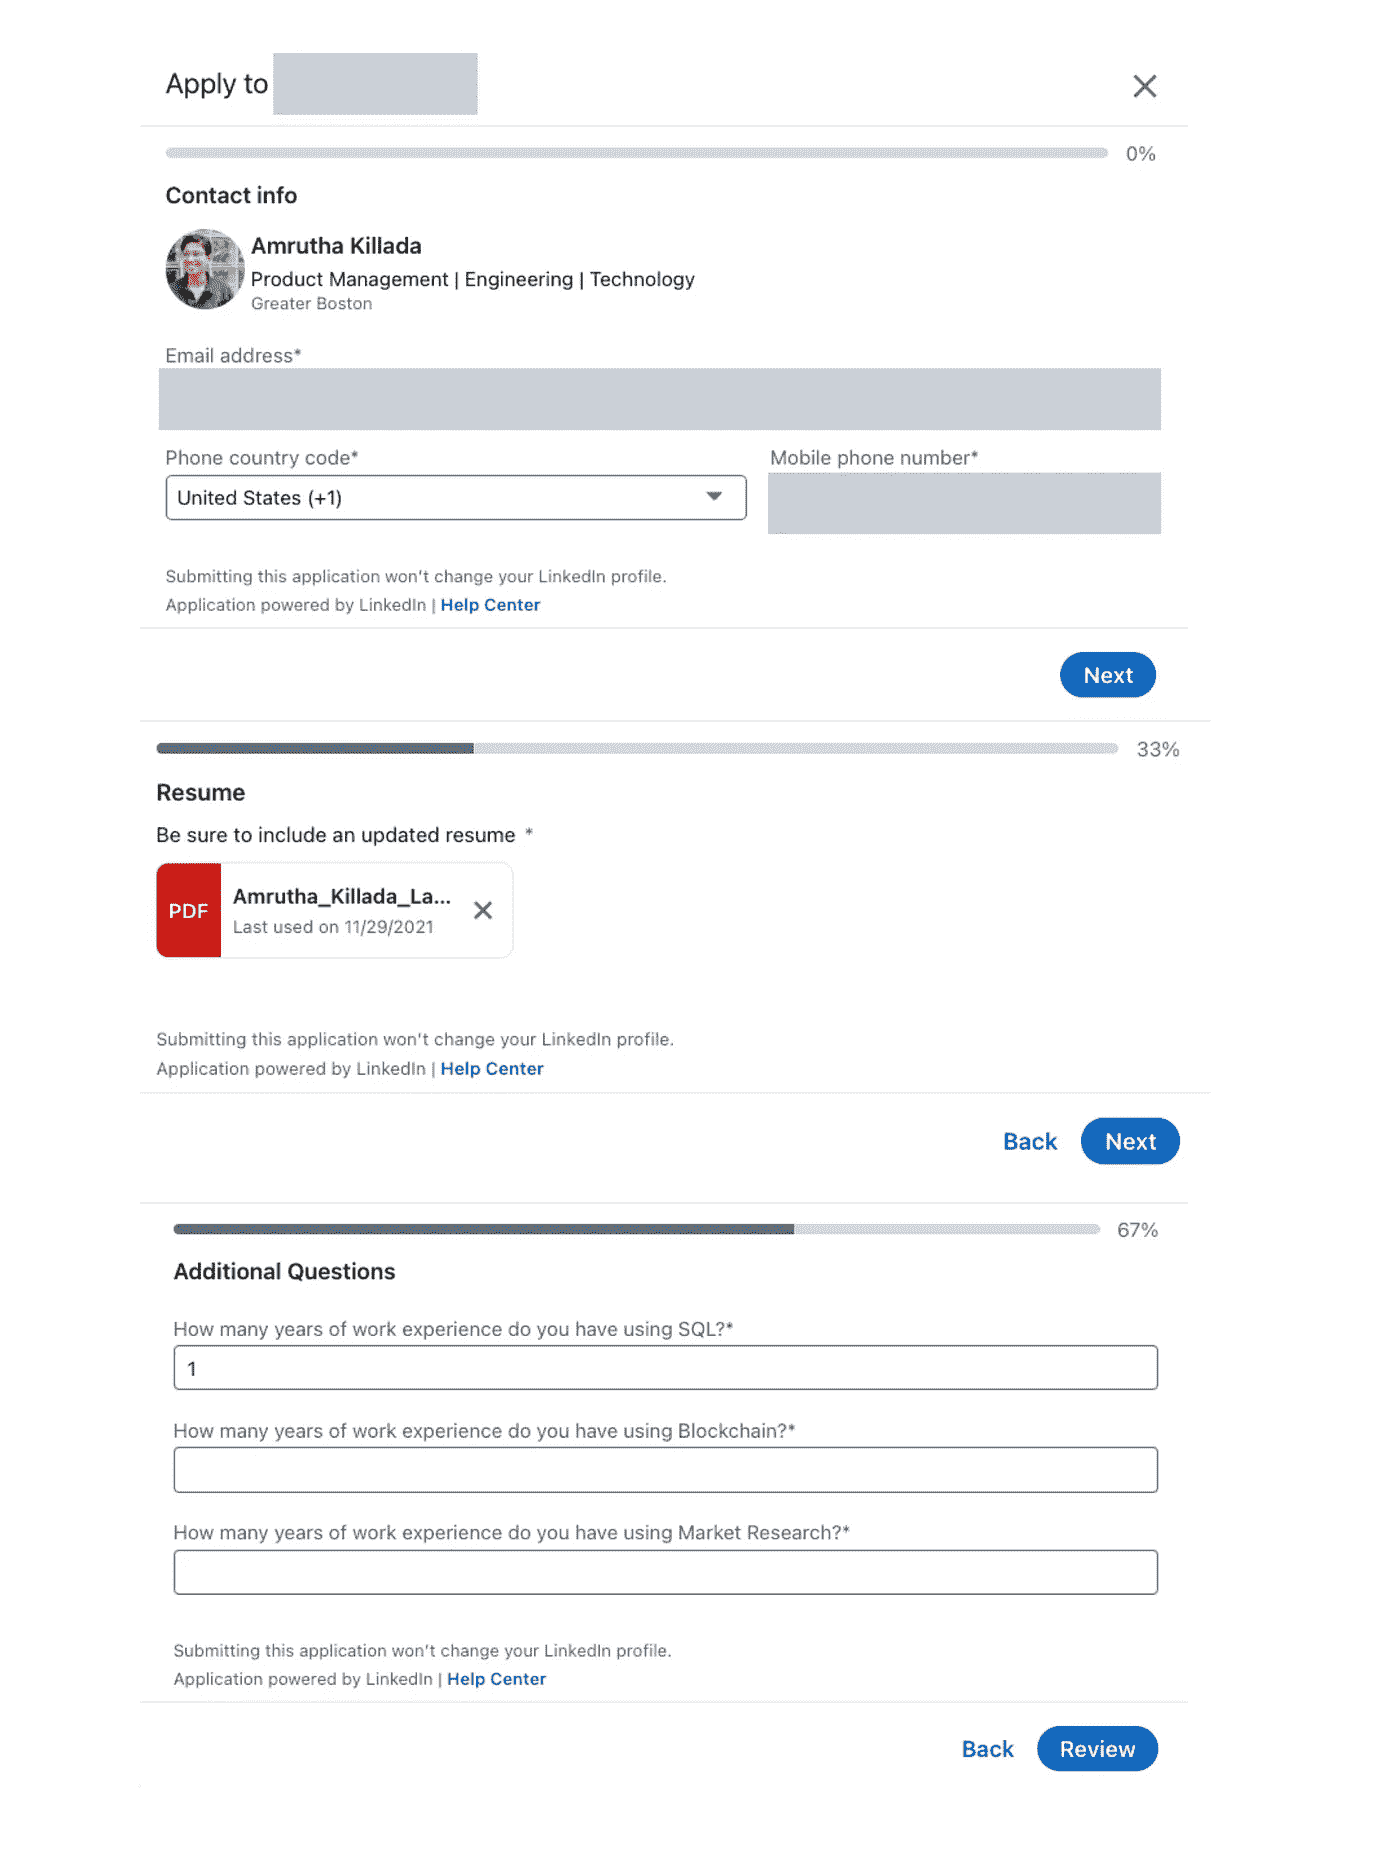 Apply to
0%
Contact info
Amrutha Killada
Product Management | Engineering | Technology
Greater Boston
Email address*
Phone country code*
Mobile phone number*
United States (+1)
Submitting this application won't change your LinkedIn profile.
Application powered by LinkedIn | Help Center
Next
33%
Resume
Be sure to include an updated resume *
PDF
Amrutha_Killada_La...
Last used on 11/29/2021
Submitting this application won't change your LinkedIn profile.
Application powered by LinkedIn | Help Center
Back Next
67%
Additional Questions
How many years of work experience do you have using SQL?*
1
How many years of work experience do you have using Blockchain?*
How many years of work experience do you have using Market Research?*
Submitting this application won't change your LinkedIn profile.
Application powered by LinkedIn | Help Center
Back Review